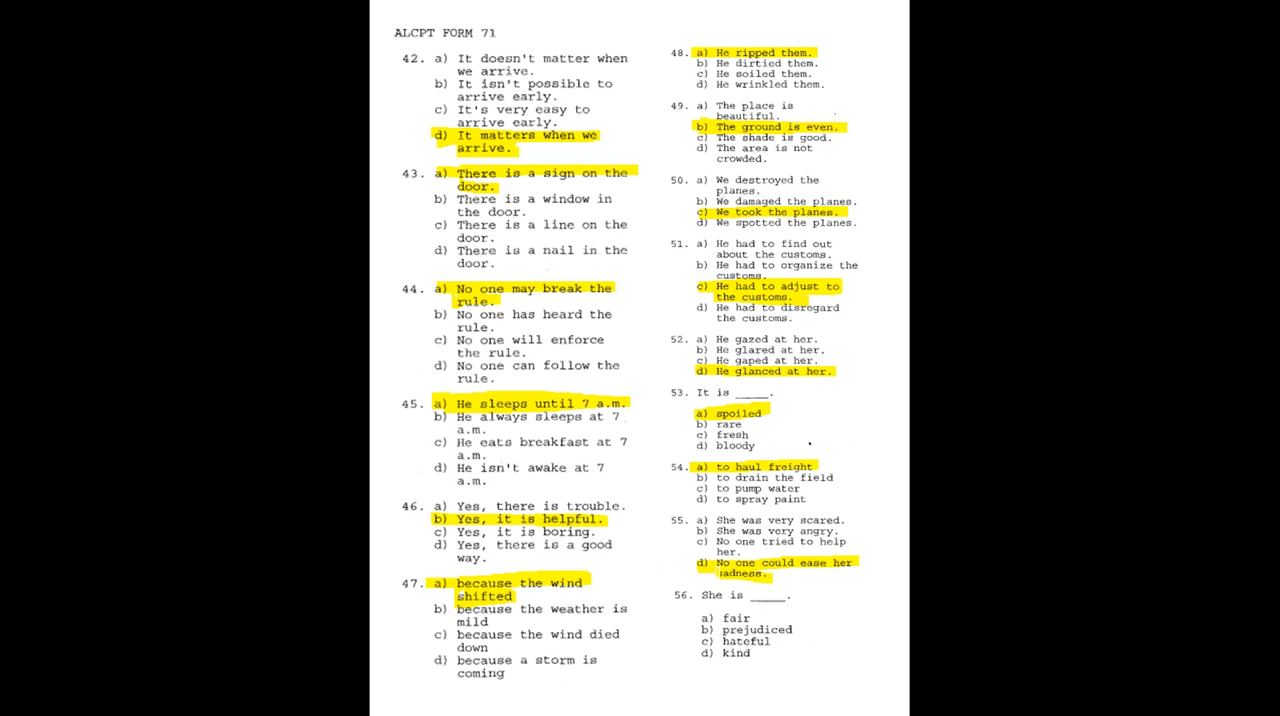 ALCPT FORM 71
42. a) It doesn't matter when
we arrive.
b) It isn't possible to
arrive early.
c) It's very easy to
arrive early.
d) It matters when we
arrive.
43. a) There is a sign on the
door.
b) There is a window in
the door.
c) There is a line on the
door.
d) There is a nail in the
door.
44. a) No one may break the
rule.
b) No one has heard the
rule.
c) No one will enforce
the rule.
d) No one can follow the
rule.
45. a) He sleeps until 7 a.m.
b) He always sleeps at 7
a.m.
c) He eats breakfast at 7
a.m.
d) He isn't awake at 7
a.m.
46. a) Yes, there is trouble.
b) Yes, it is helpful.
c) Yes, it is boring.
d) Yes, there is a good
way.
47. a) because the wind
shifted
b) because the weather is
mild
c) because the wind died
down
d) because a storm is
coming
48. a) He ripped them.
b) He dirtied them.
c) He soiled them.
d) He wrinkled them.
49. a) The place is
beautiful.
b) The ground is even.
c) The shade is good.
d) The area is not
crowded.
50. a) We destroyed the
planes.
b) We damaged the planes.
c) We took the planes.
d) We spotted the planes.
51. a) He had to find out
about the customs.
b) He had to organize the
customs.
c) He had to adjust to
the customs.
d) He had to disregard
the customs.
52. a) He gazed at her.
b) He glared at her.
c) He gaped at her.
d) He glanced at her.
53. It is _____.
a) spoiled
b) rare
c) fresh
d) bloody
54. a) to haul freight
b) to drain the field
c) to pump water
d) to spray paint
55. a) She was very scared.
b) She was very angry.
c) No one tried to help
her.
d) No one could ease her
sadness.
56. She is _____.
a) fair
b) prejudiced
c) hateful
d) kind